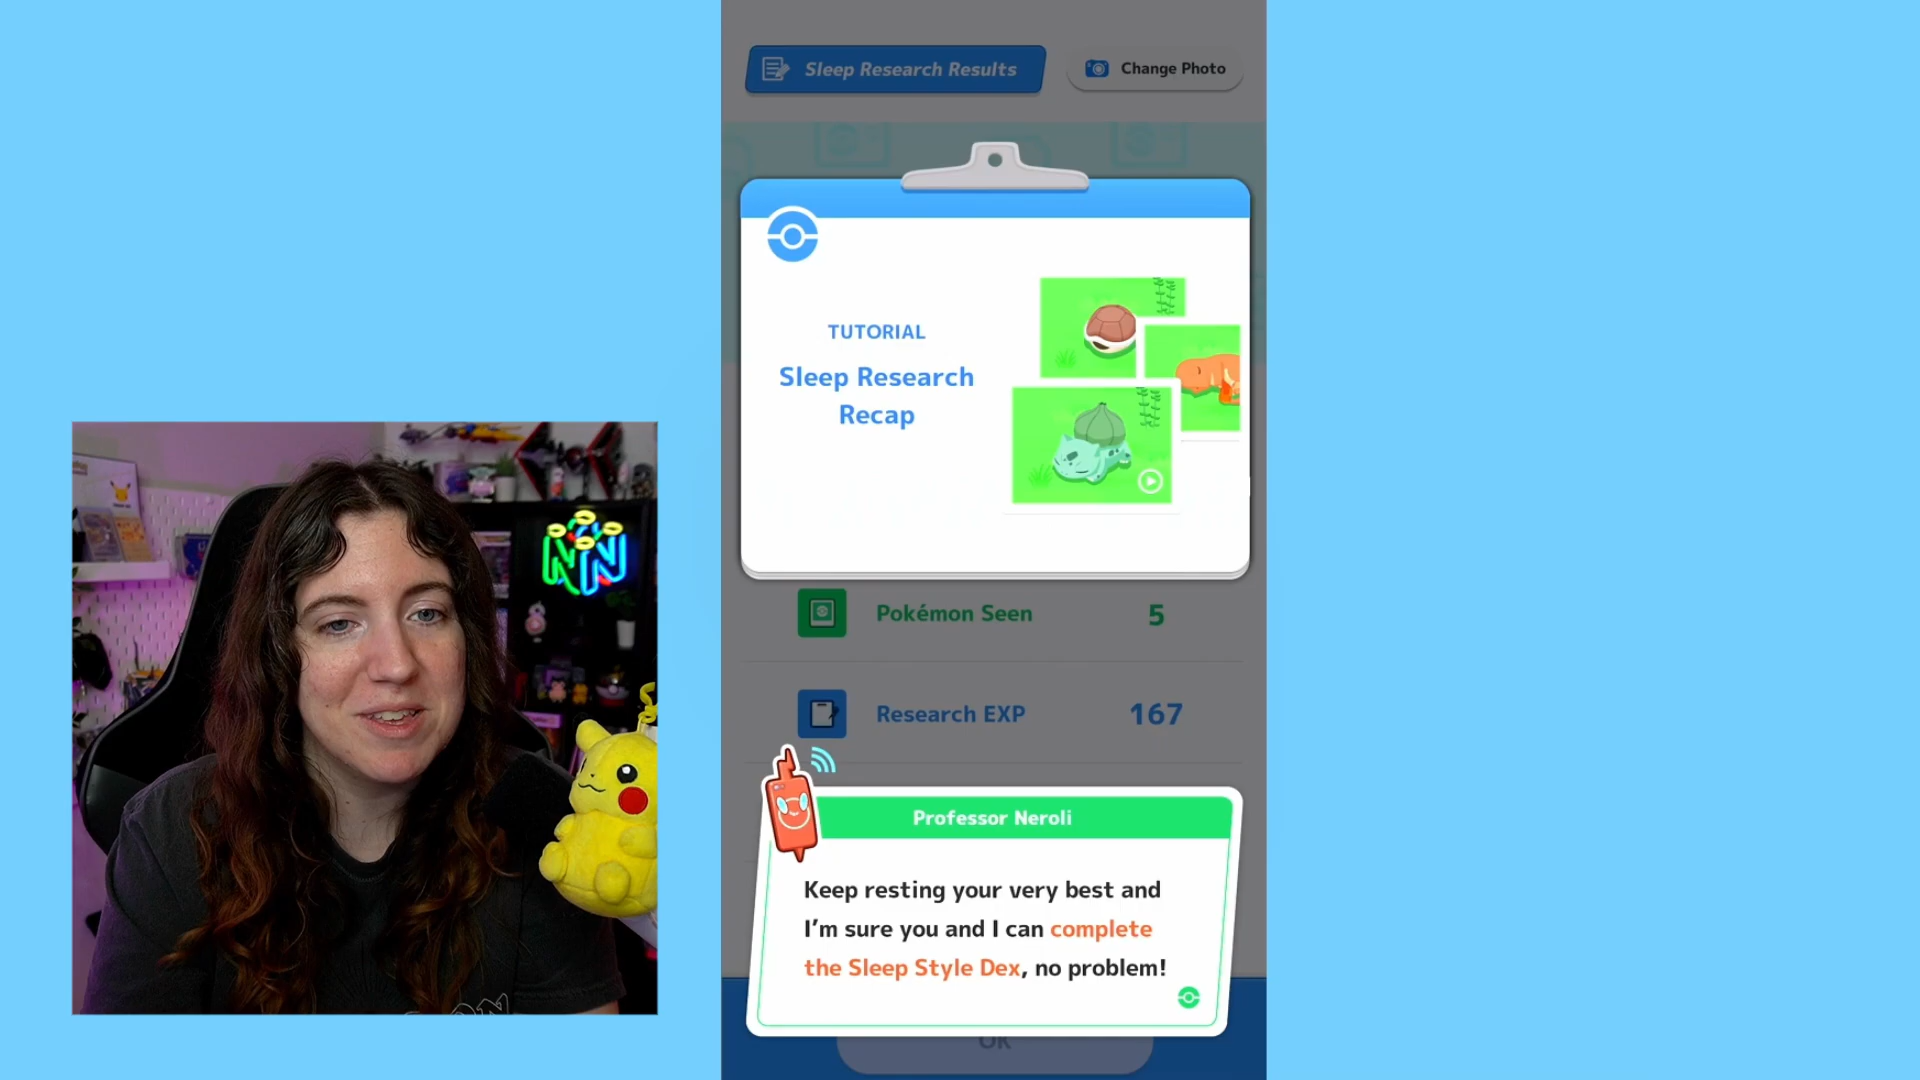 Sleep Research Results
Change Photo
TUTORIAL
Sleep Research
Recap
Pokémon Seen 5
Research EXP 167
Professor Neroli
Keep resting your very best and
I'm sure you and I can complete
the Sleep Style Dex, no problem!
OK